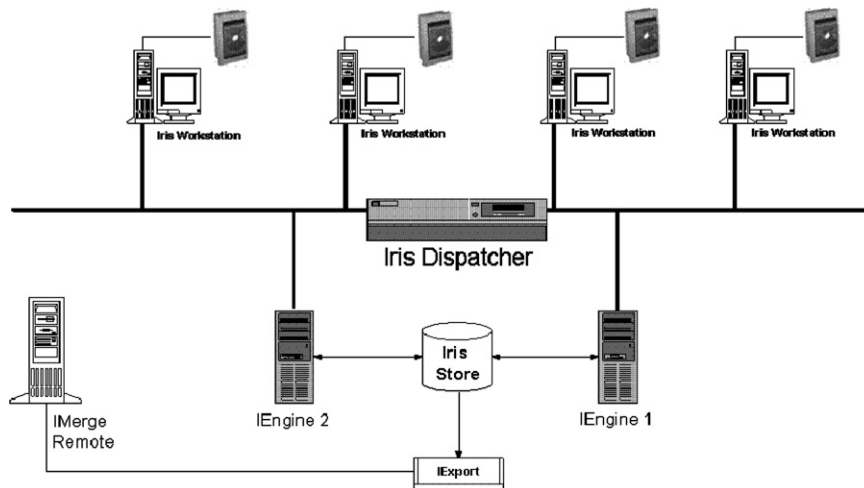 Iris Workstation
Iris Workstation
Iris Workstation
Iris Workstation
Iris Dispatcher
Iris
Store
IMerge
Remote
IEngine 2
IEngine 1
IExport